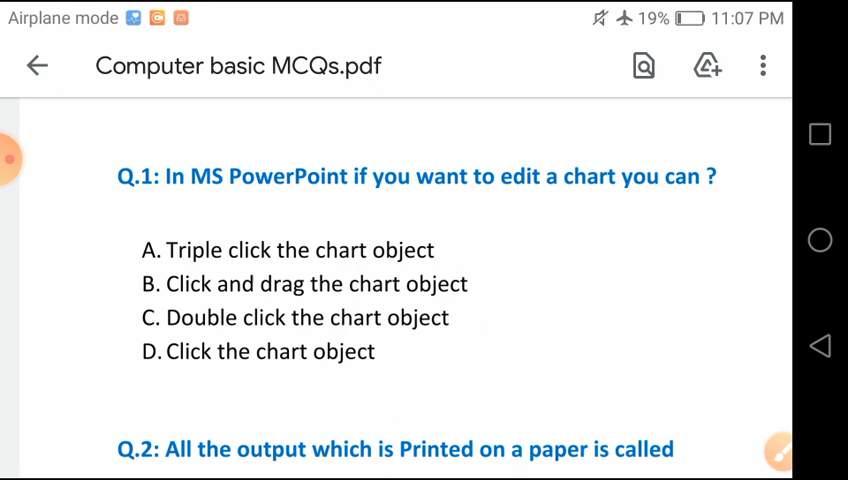 Airplane mode 19% 11:07 PM
Computer basic MCQs.pdf
Q.1: In MS PowerPoint if you want to edit a chart you can ?
A. Triple click the chart object
B. Click and drag the chart object
C. Double click the chart object
D. Click the chart object
Q.2: All the output which is Printed on a paper is called